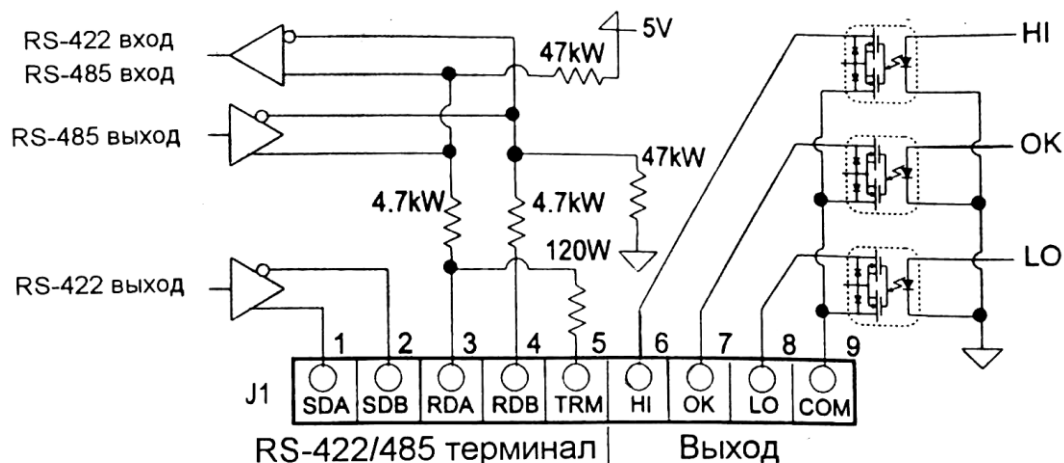 RS-422 вход
RS-485 вход
RS-485 выход
RS-422 выход
5V
47kW
47kW
4.7kW
4.7kW
120W
HI
OK
LO
1 2 3 4 5 6 7 8 9
J1
SDA SDB RDA RDB TRM HI OK LO COM
RS-422/485 терминал Выход